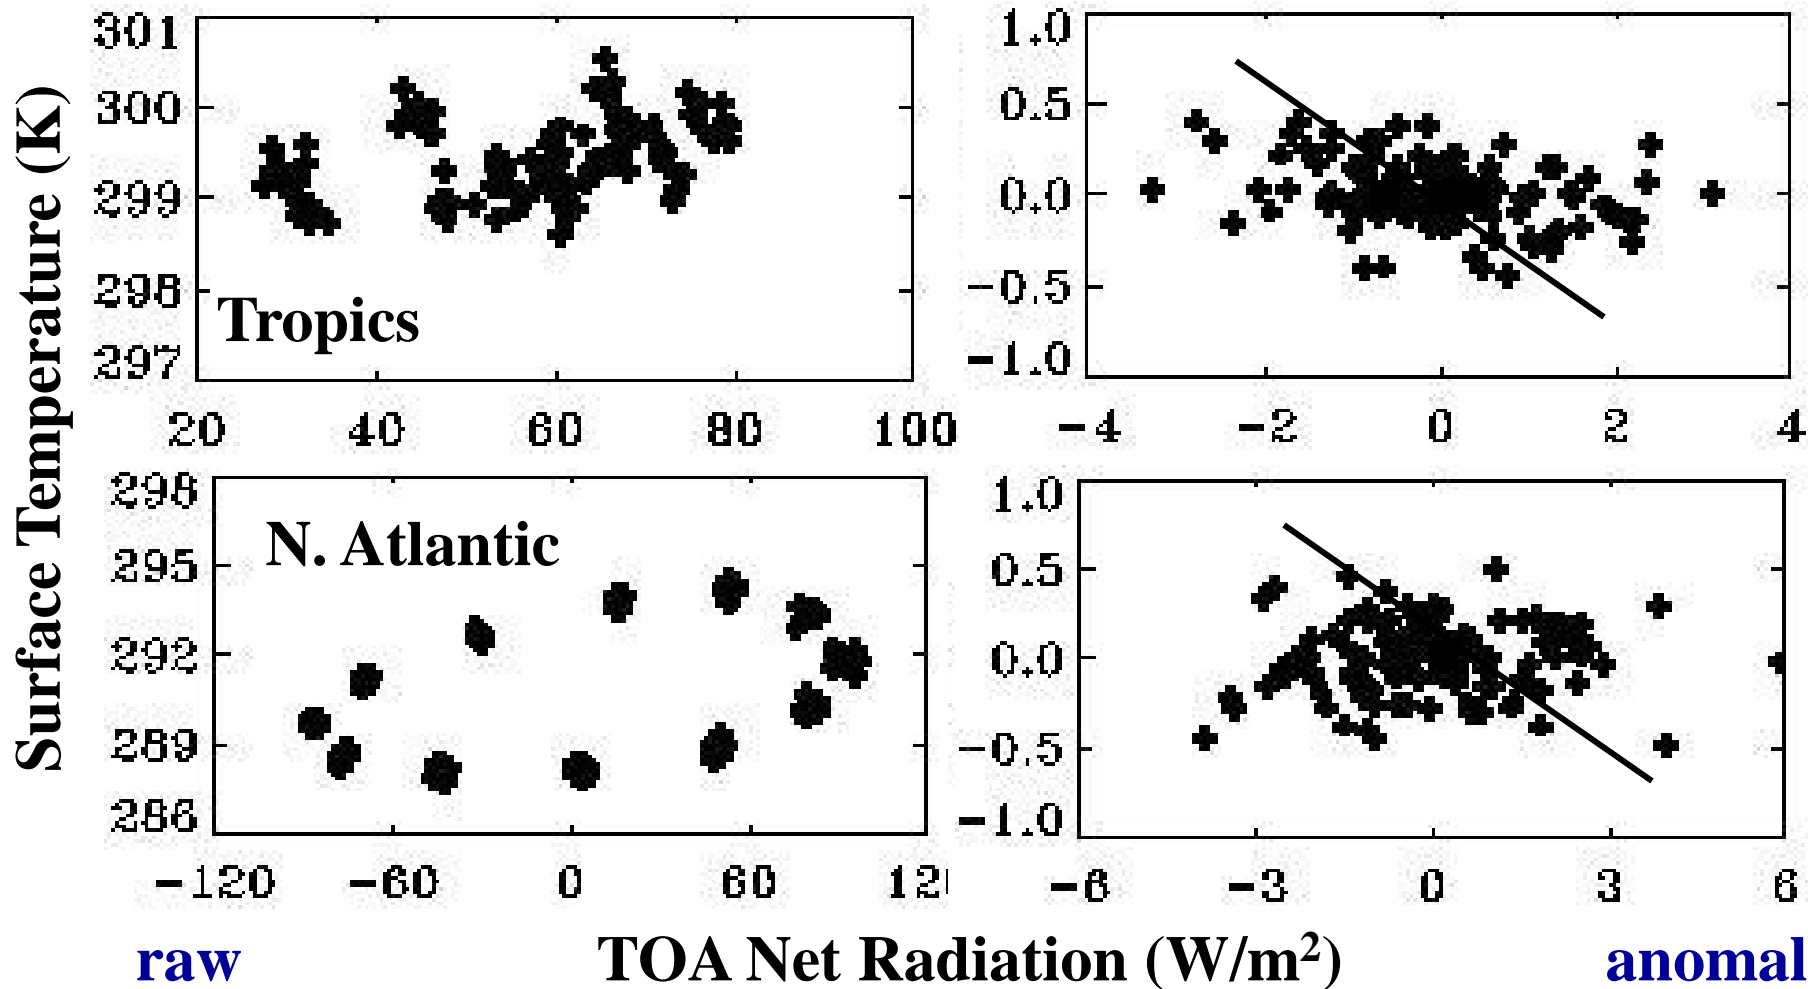 Surface Temperature (K)
301
300
299
298
297
Tropics
20 40 60 80 100
1.0
0.5
0.0
−0.5
−1.0
−4 −2 0 2 4
298
295
292
289
286
N. Atlantic
−120 −60 0 60 12
1.0
0.5
0.0
−0.5
−1.0
−6 −3 0 3 6
raw TOA Net Radiation (W/m²) anomal